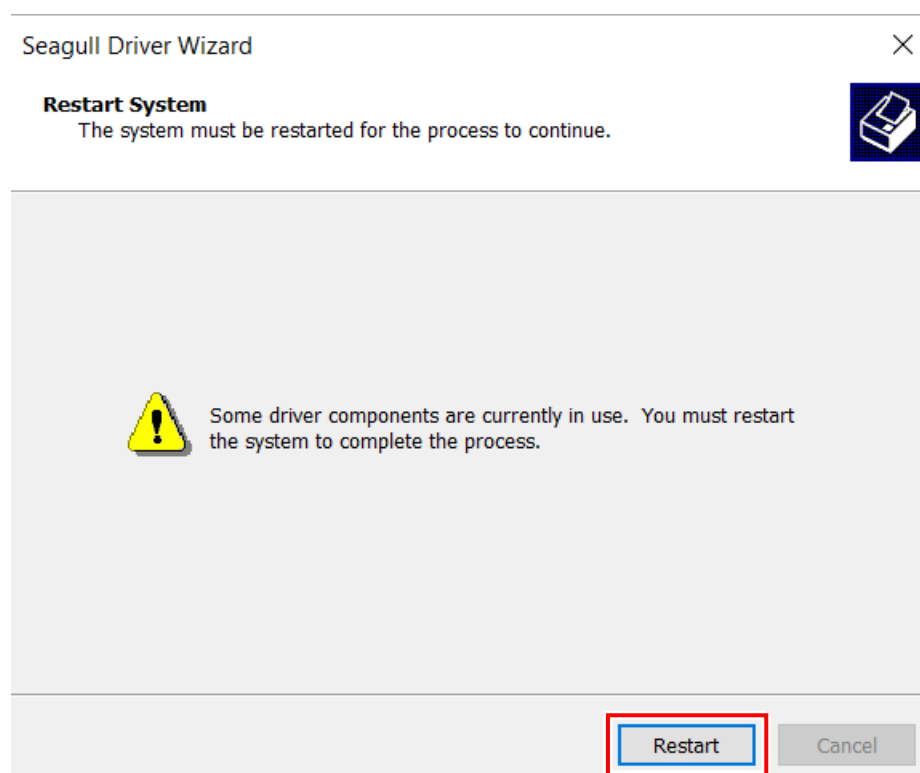 Seagull Driver Wizard
Restart System
The system must be restarted for the process to continue.
Some driver components are currently in use.  You must restart
the system to complete the process.
Restart
Cancel